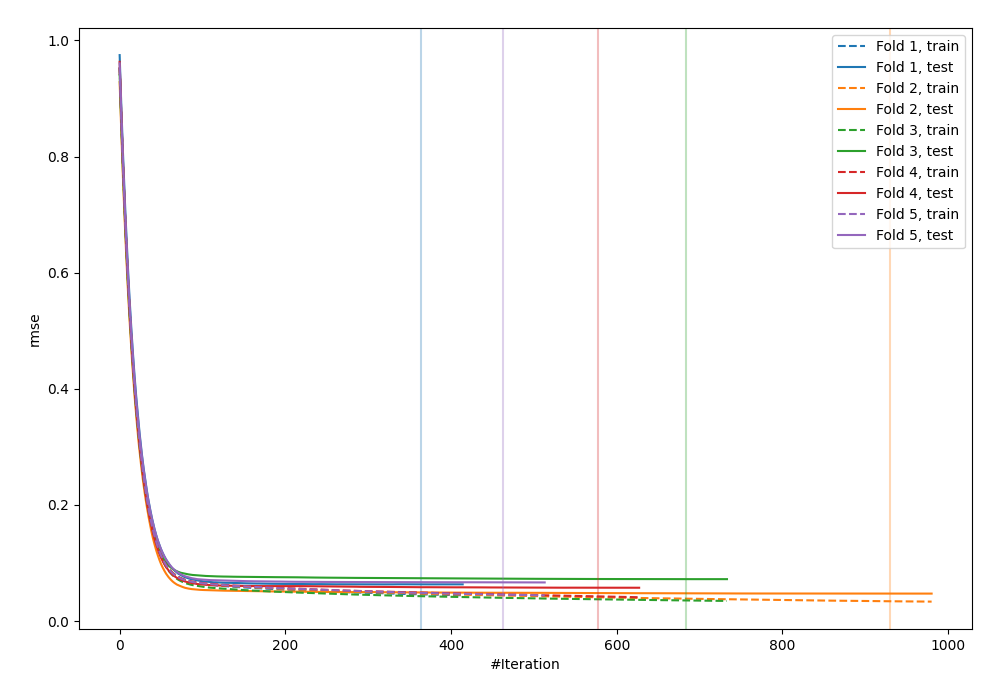 1.0
0.8
0.6
0.4
0.2
0.0
rmse
0 200 400 600 800 1000
#Iteration
Fold 1, train
Fold 1, test
Fold 2, train
Fold 2, test
Fold 3, train
Fold 3, test
Fold 4, train
Fold 4, test
Fold 5, train
Fold 5, test